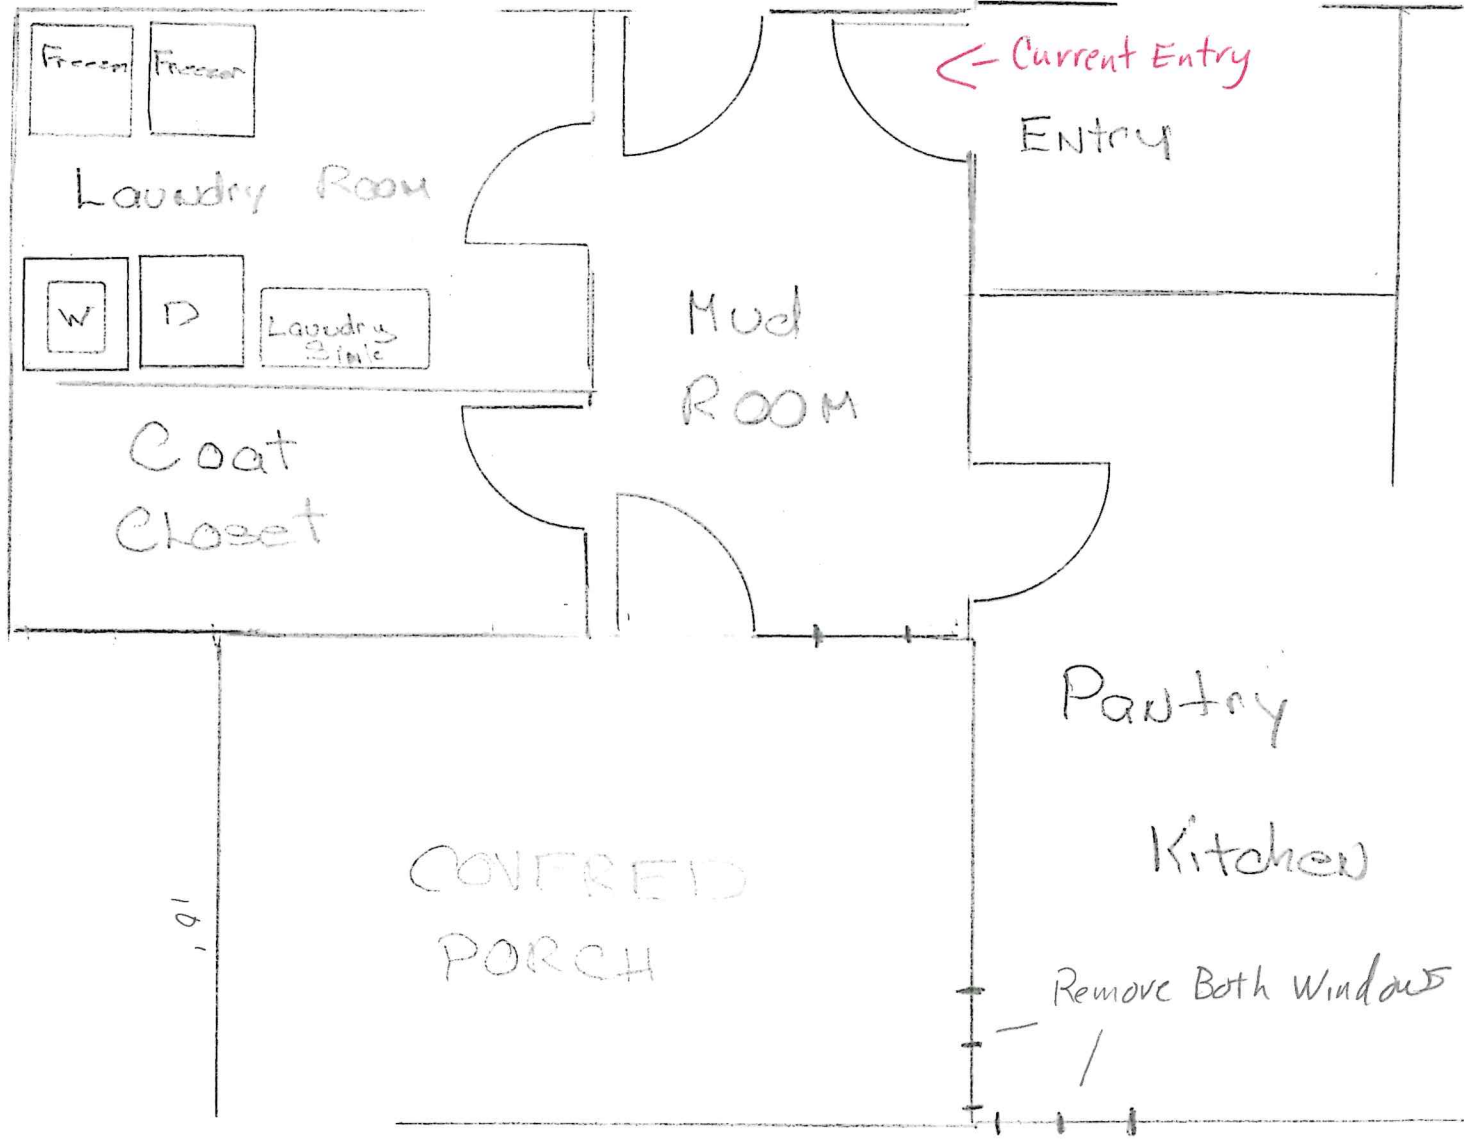 Freezer
Freezer
← Current Entry
Entry
Laundry Room
W
D
Laundry
Sink
Mud
Room
Coat
Closet
Pantry
Kitchen
COVERED
PORCH
Remove Both Windows